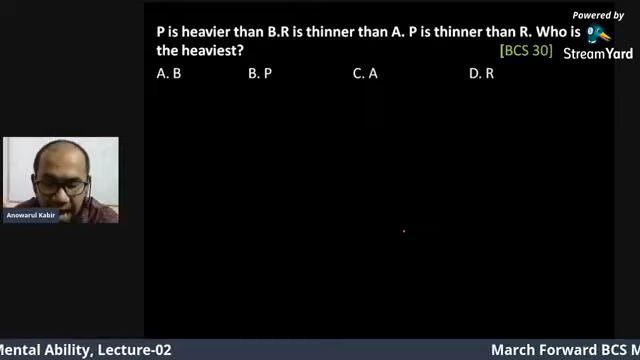 Powered by
StreamYard
P is heavier than B.R is thinner than A. P is thinner than R. Who is
the heaviest?
[BCS 30]
A. B
B. P
C. A
D. R
Anowarul Kabir
Mental Ability, Lecture-02
March Forward BCS M